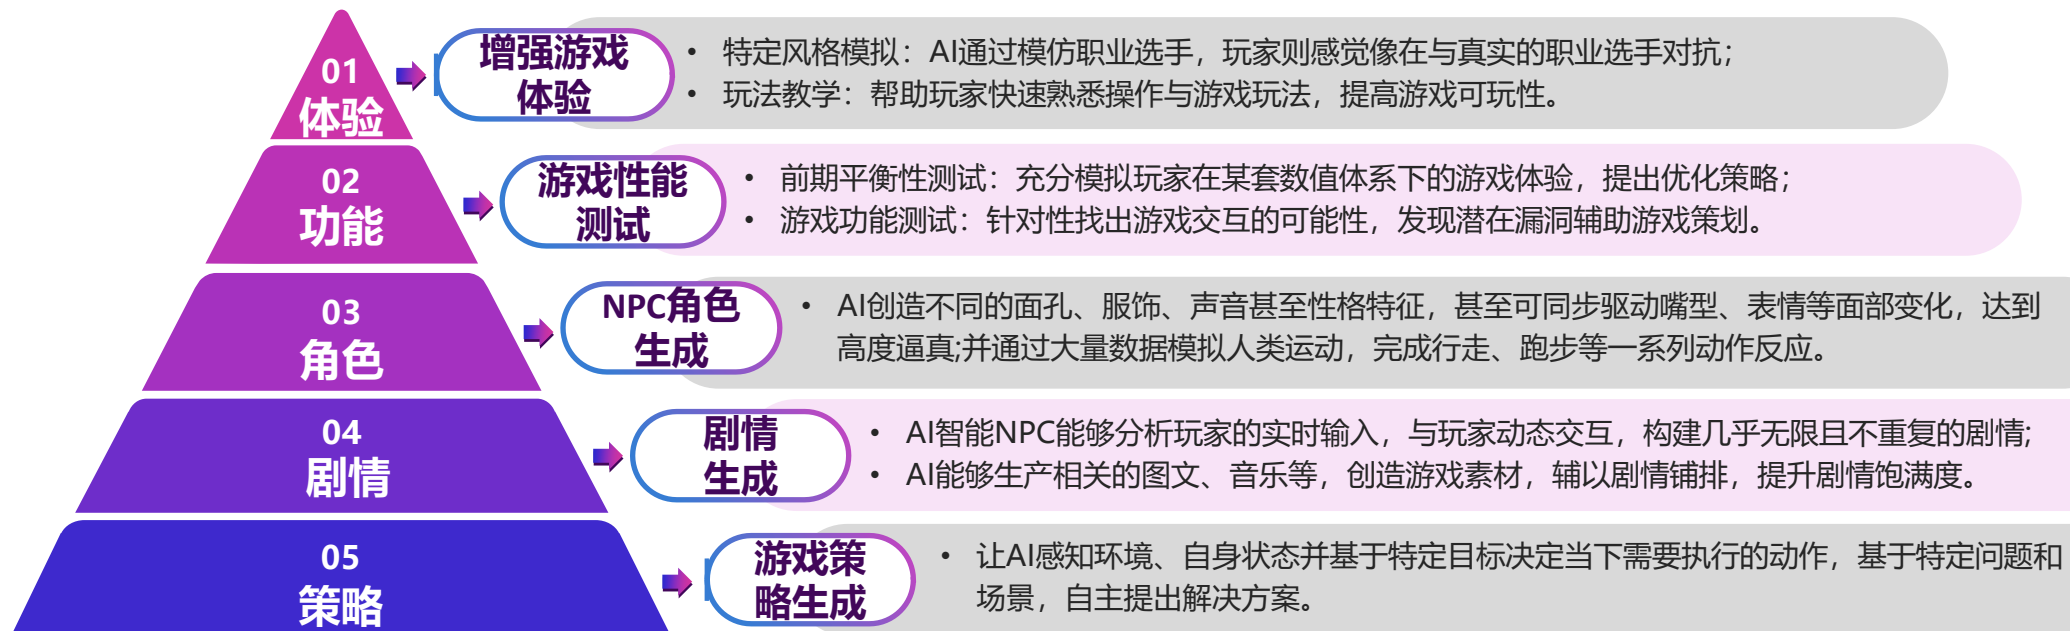 01
体验
增强游戏
体验
• 特定风格模拟：AI通过模仿职业选手，玩家则感觉像在与真实的职业选手对抗；
• 玩法教学：帮助玩家快速熟悉操作与游戏玩法，提高游戏可玩性。
02
功能
游戏性能
测试
• 前期平衡性测试：充分模拟玩家在某套数值体系下的游戏体验，提出优化策略；
• 游戏功能测试：针对性找出游戏交互的可能性，发现潜在漏洞辅助游戏策划。
03
角色
NPC角色
生成
• AI创造不同的面孔、服饰、声音甚至性格特征，甚至可同步驱动嘴型、表情等面部变化，达到
高度逼真;并通过大量数据模拟人类运动，完成行走、跑步等一系列动作反应。
04
剧情
剧情
生成
• AI智能NPC能够分析玩家的实时输入，与玩家动态交互，构建几乎无限且不重复的剧情;
• AI能够生产相关的图文、音乐等，创造游戏素材，辅以剧情铺排，提升剧情饱满度。
05
策略
游戏策
略生成
• 让AI感知环境、自身状态并基于特定目标决定当下需要执行的动作，基于特定问题和
场景，自主提出解决方案。